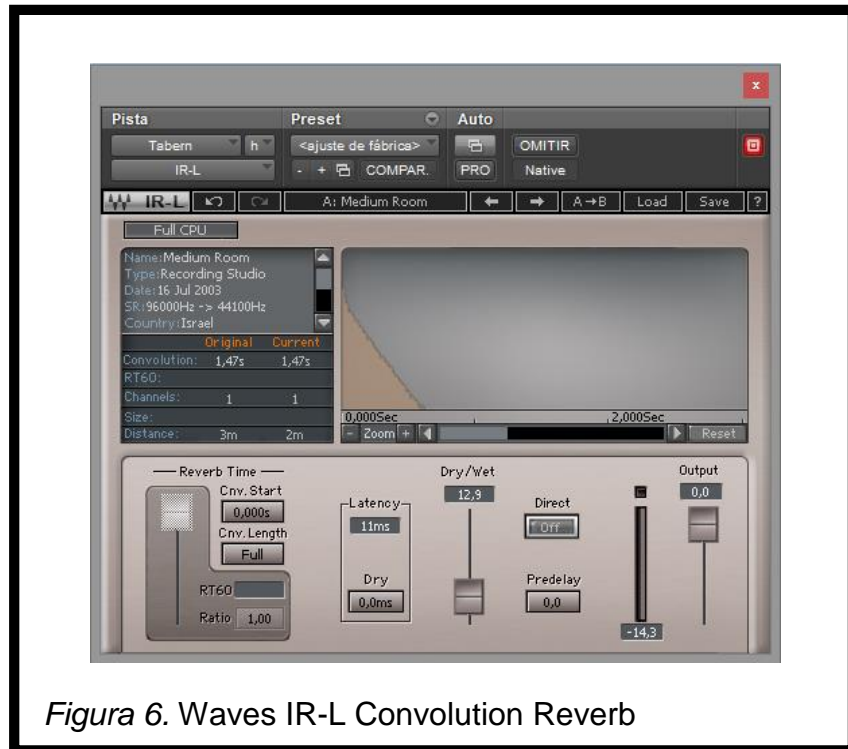 x
Pista Preset Auto
Tabern h <ajuste de fábrica> OMITIR
IR-L - + COMPAR. PRO Native
IR-L A: Medium Room A→B Load Save ?
Full CPU
Name:Medium Room
Type:Recording Studio
Date:16 Jul 2003
SR:96000Hz -> 44100Hz
Country:Israel
Original Current
Convolution: 1,47s 1,47s
RT60:
Channels: 1 1
Size:
Distance: 3m 2m
0,000Sec 2,000Sec
- Zoom + Reset
Reverb Time
Cnv.Start
0,000s
Cnv.Length
Full
RT60
Ratio 1,00
Latency
11ms
Dry
0,0ms
Dry/Wet
12,9
Direct
Off
Predelay
0,0
-14,3
Output
0,0
Figura 6. Waves IR-L Convolution Reverb